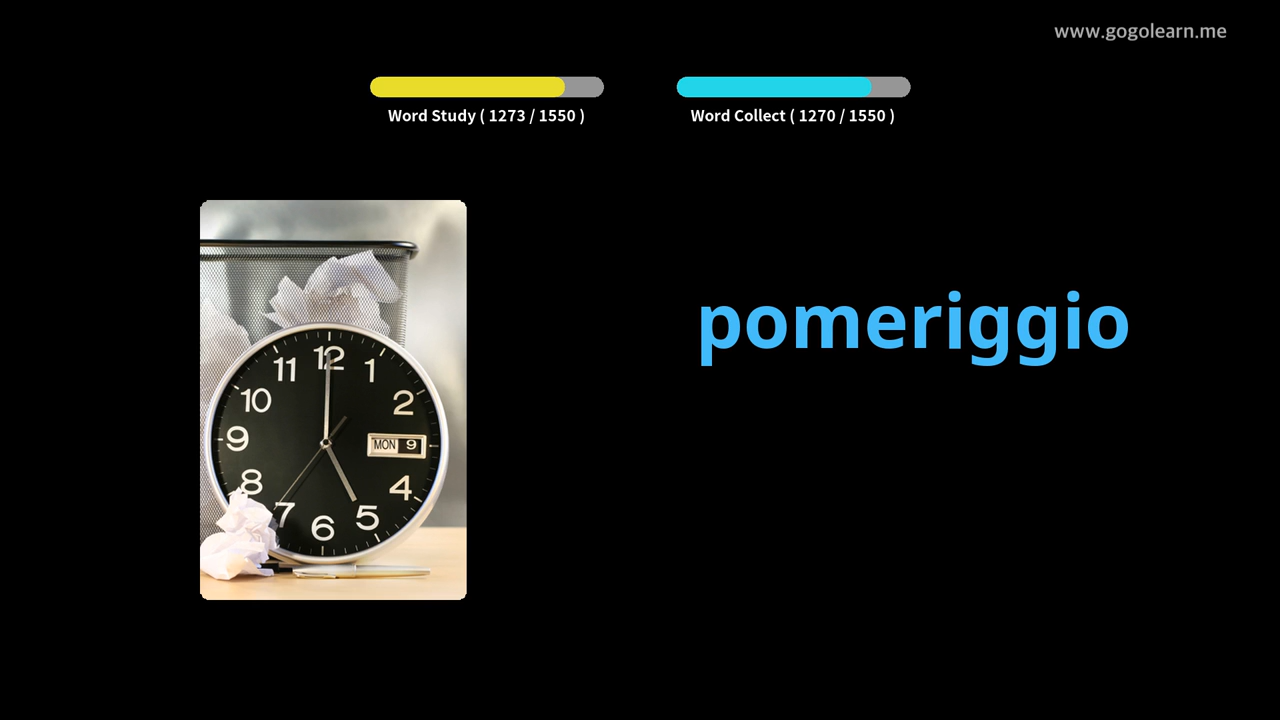 www.gogolearn.me
Word Study ( 1273 / 1550 )
Word Collect ( 1270 / 1550 )
pomeriggio
12
11
1
10
2
9
MON 9
8
4
7
5
6